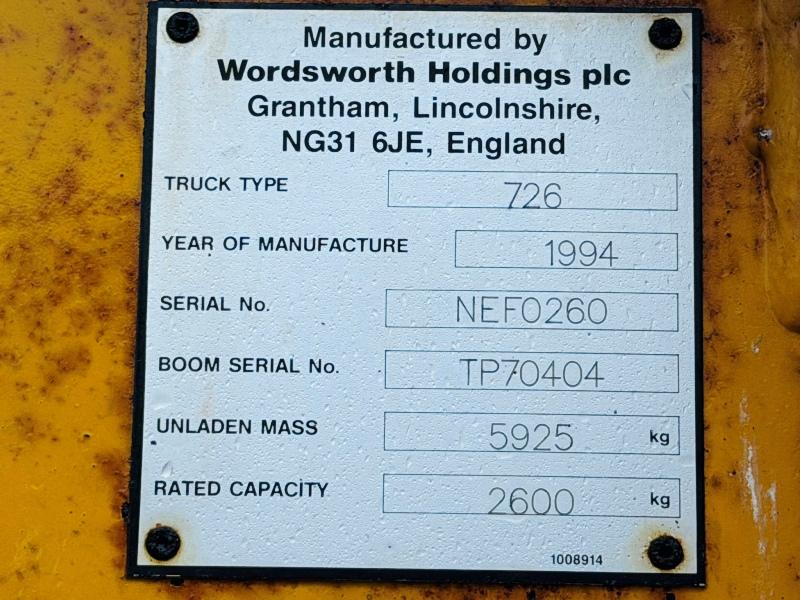 Manufactured by
Wordsworth Holdings plc
Grantham, Lincolnshire,
NG31 6JE, England
TRUCK TYPE 726
YEAR OF MANUFACTURE 1994
SERIAL No. NEF0260
BOOM SERIAL No. TP70404
UNLADEN MASS 5925 kg
RATED CAPACITY 2600 kg
1008914